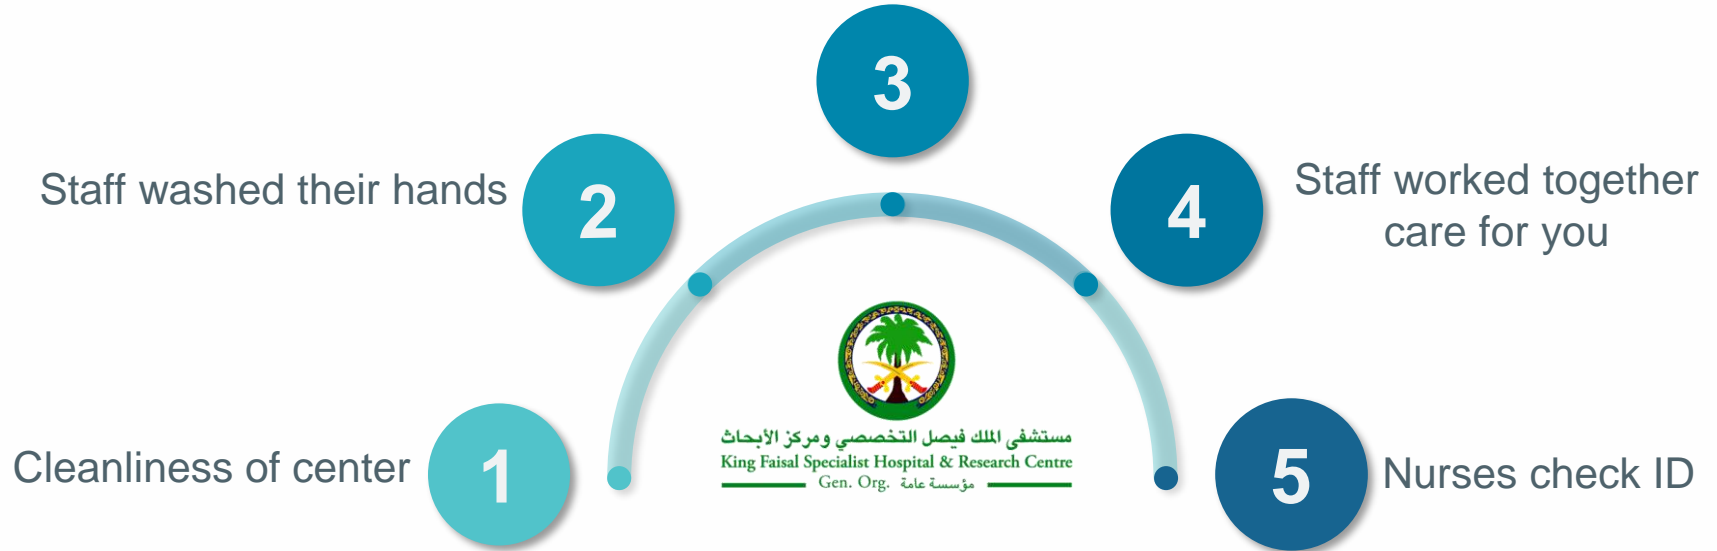 3
Staff washed their hands
2
4
Staff worked together
care for you
مستشفى الملك فيصل التخصصي ومركز الأبحاث
King Faisal Specialist Hospital & Research Centre
Gen. Org. مؤسسة عامة
Cleanliness of center
1
5
Nurses check ID